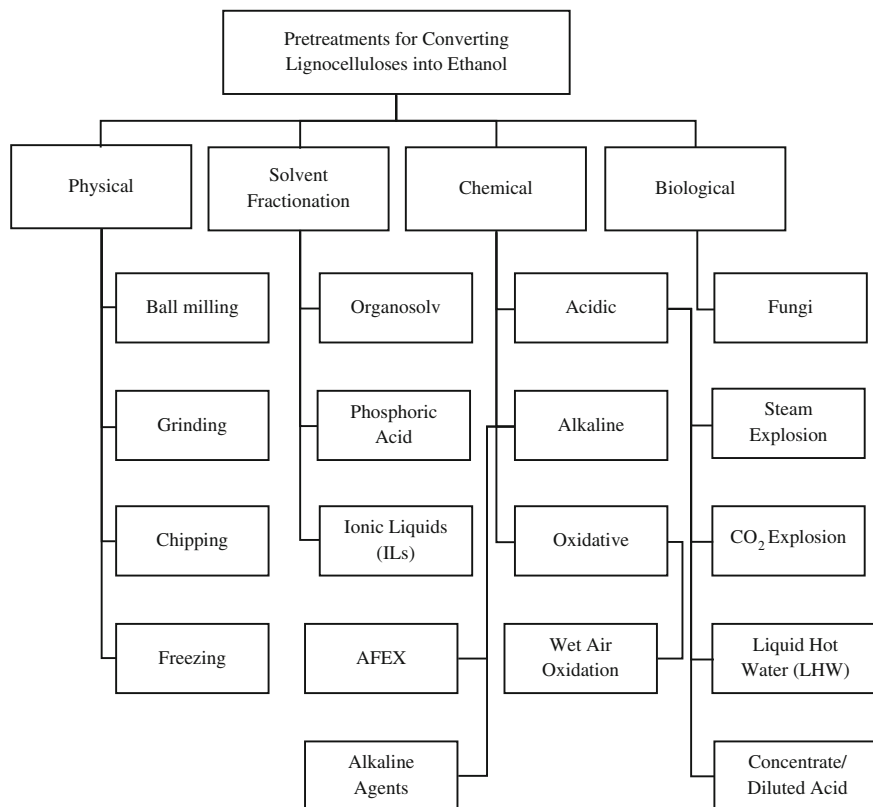 Pretreatments for Converting
Lignocelluloses into Ethanol
Physical
Solvent
Fractionation
Chemical
Biological
Ball milling
Organosolv
Acidic
Fungi
Grinding
Phosphoric
Acid
Alkaline
Steam
Explosion
Chipping
Ionic Liquids
(ILs)
Oxidative
CO2 Explosion
Freezing
AFEX
Wet Air
Oxidation
Liquid Hot
Water (LHW)
Alkaline
Agents
Concentrate/
Diluted Acid